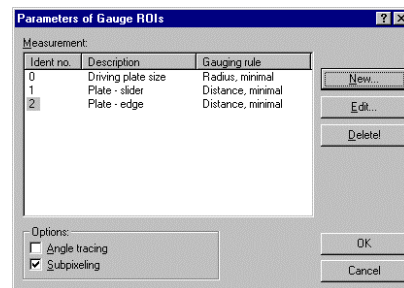 Parameters of Gauge ROIs
Measurement:
Ident no. Description Gauging rule
0 Driving plate size Radius, minimal
1 Plate - slider Distance, minimal
2 Plate - edge Distance, minimal
New...
Edit...
Delete!
Options:
Angle tracing
Subpixeling
OK
Cancel